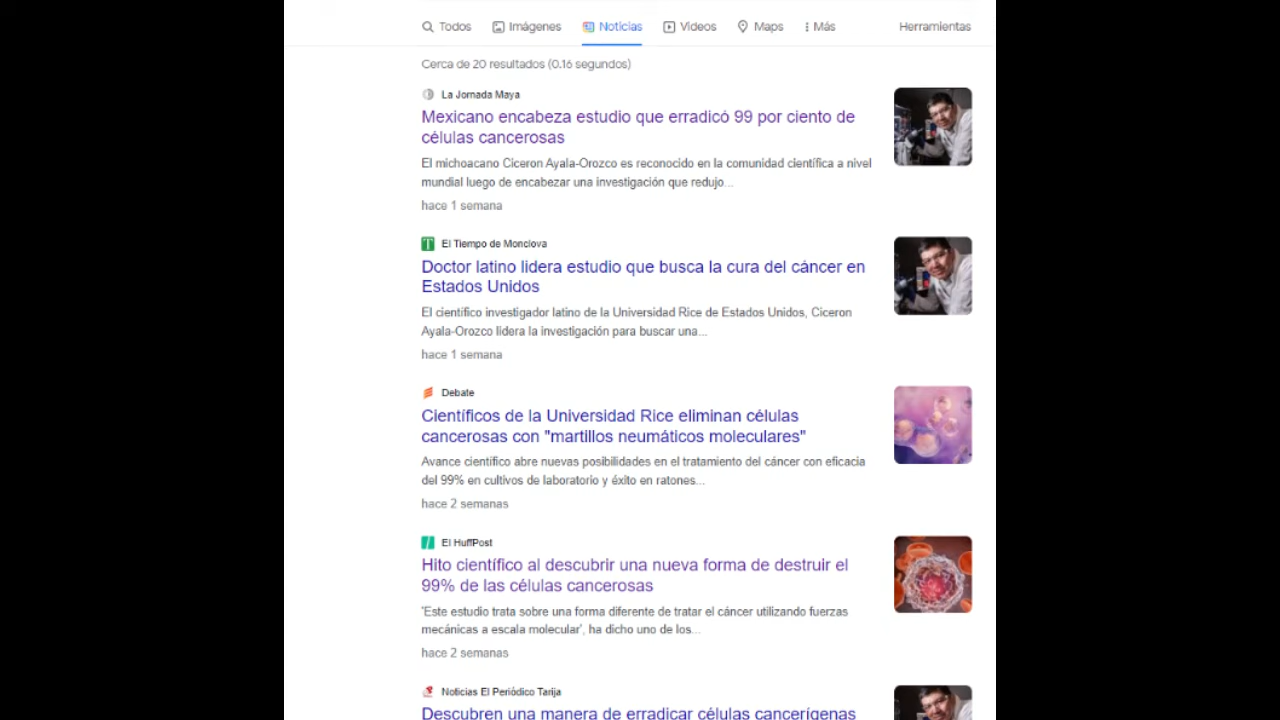 Todos Imágenes Noticias Videos Maps Más Herramientas
Cerca de 20 resultados (0.16 segundos)
La Jornada Maya
Mexicano encabeza estudio que erradicó 99 por ciento de
células cancerosas
El michoacano Ciceron Ayala-Orozco es reconocido en la comunidad científica a nivel
mundial luego de encabezar una investigación que redujo...
hace 1 semana
El Tiempo de Monclova
Doctor latino lidera estudio que busca la cura del cáncer en
Estados Unidos
El científico investigador latino de la Universidad Rice de Estados Unidos, Ciceron
Ayala-Orozco lidera la investigación para buscar una...
hace 1 semana
Debate
Científicos de la Universidad Rice eliminan células
cancerosas con "martillos neumáticos moleculares"
Avance científico abre nuevas posibilidades en el tratamiento del cáncer con eficacia
del 99% en cultivos de laboratorio y éxito en ratones...
hace 2 semanas
El HuffPost
Hito científico al descubrir una nueva forma de destruir el
99% de las células cancerosas
'Este estudio trata sobre una forma diferente de tratar el cáncer utilizando fuerzas
mecánicas a escala molecular', ha dicho uno de los...
hace 2 semanas
Noticias El Periódico Tarija
Descubren una manera de erradicar células cancerígenas